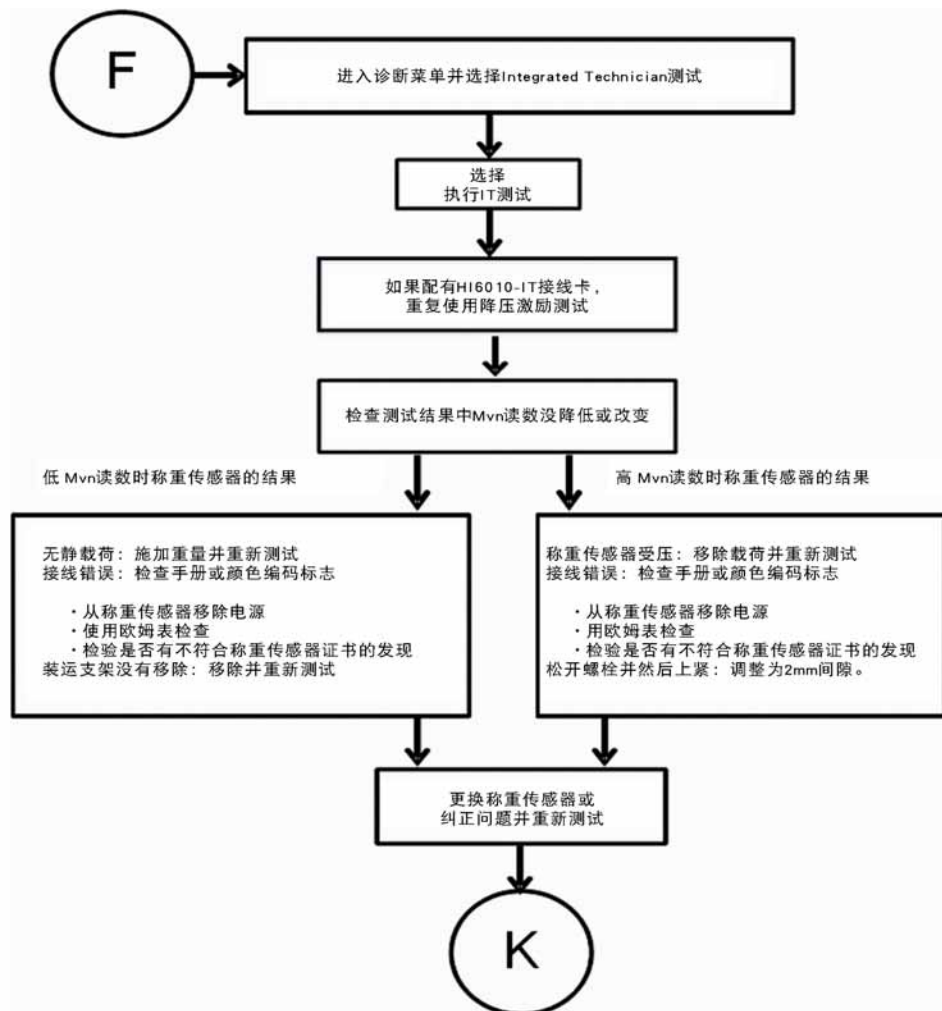 F
进入诊断菜单并选择Integrated Technician测试
选择
执行IT测试
如果配有HI6010-IT接线卡，
重复使用降压激励测试
检查测试结果中Mvn读数没降低或改变
低 Mvn读数时称重传感器的结果
高 Mvn读数时称重传感器的结果
无静载荷：施加重量并重新测试
接线错误：检查手册或颜色编码标志
・从称重传感器移除电源
・使用欧姆表检查
・检验是否有不符合称重传感器证书的发现
装运支架没有移除：移除并重新测试
称重传感器受压：移除载荷并重新测试
接线错误：检查手册或颜色编码标志
・从称重传感器移除电源
・用欧姆表检查
・检验是否有不符合称重传感器证书的发现
松开螺栓并然后上紧：调整为2mm间隙。
更换称重传感器或
纠正问题并重新测试
K